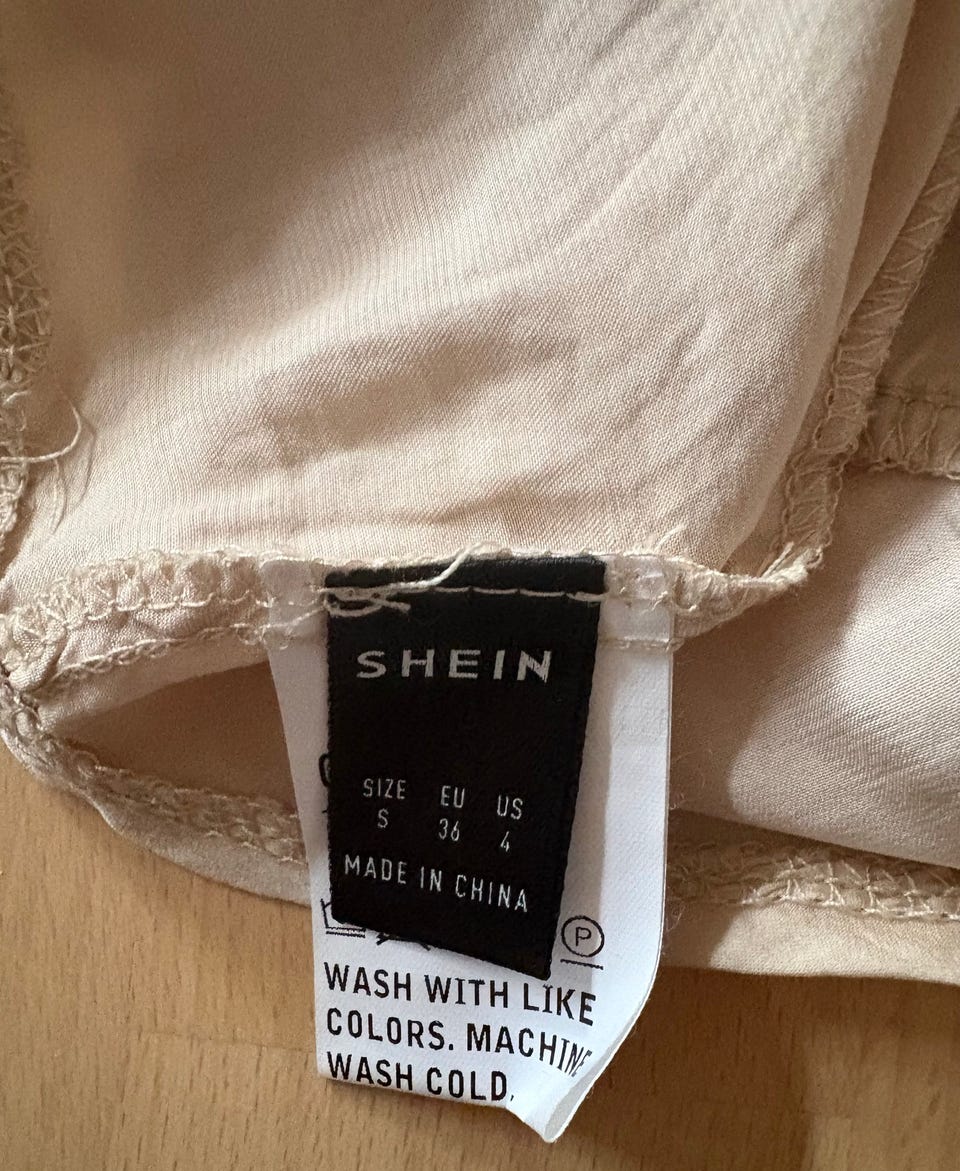 SHEIN
SIZE EU US
S 36 4
MADE IN CHINA
P
WASH WITH LIKE
COLORS. MACHINE
WASH COLD,